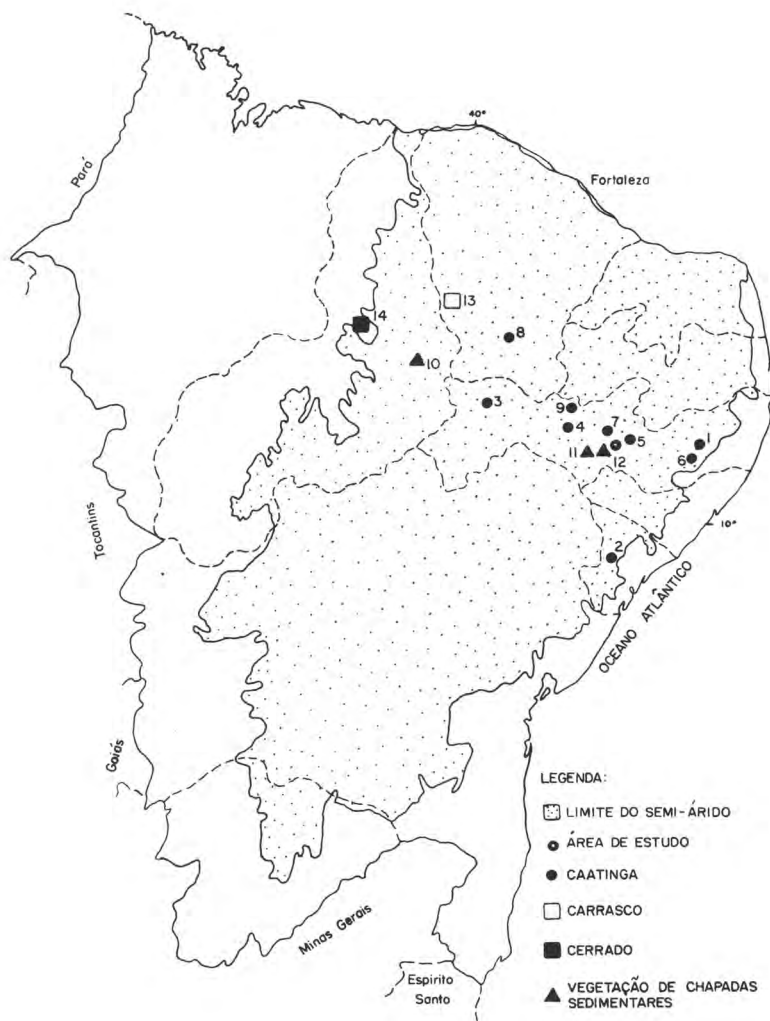 40°
Pará
Fortaleza
13
14
8
10
3
9
7
4
5
1
11
12
6
10°
Tocantins
2
OCEANO ATLÂNTICO
Goiás
LEGENDA:
LIMITE DO SEMI-ÁRIDO
ÁREA DE ESTUDO
CAATINGA
CARRASCO
CERRADO
VEGETAÇÃO DE CHAPADAS
SEDIMENTARES
Minas Gerais
Espirito
Santo